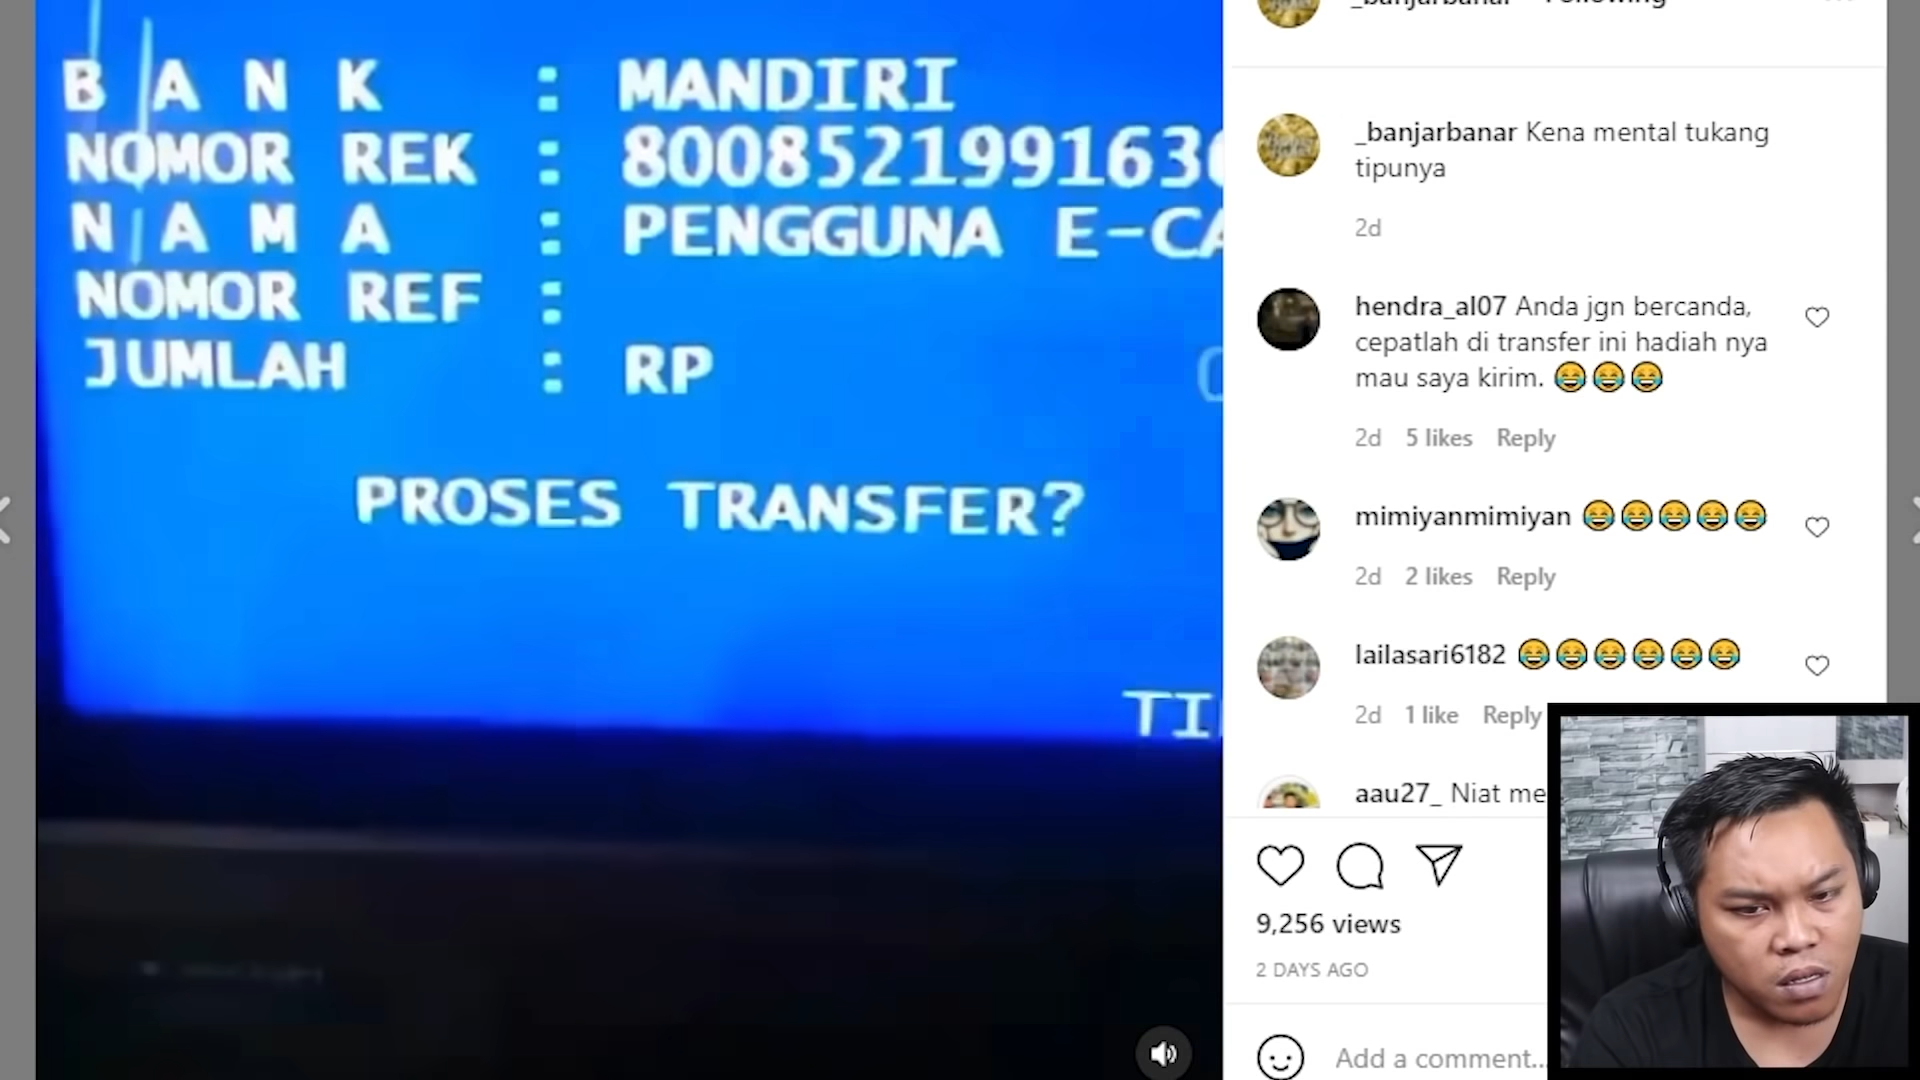 B A N K : MANDIRI
NOMOR REK : 800852199163
N A M A : PENGGUNA E-CA
NOMOR REF :
JUMLAH : RP
PROSES TRANSFER?
TI
_banjarbanar Following
_banjarbanar Kena mental tukang
tipunya
2d
hendra_al07 Anda jgn bercanda,
cepatlah di transfer ini hadiah nya
mau saya kirim. 😂😂😂
2d 5 likes Reply
mimiyanmimiyan 😂😂😂😂😂
2d 2 likes Reply
lailasari6182 😂😂😂😂😂😂
2d 1 like Reply
aau27_ Niat me
9,256 views
2 DAYS AGO
Add a comment...